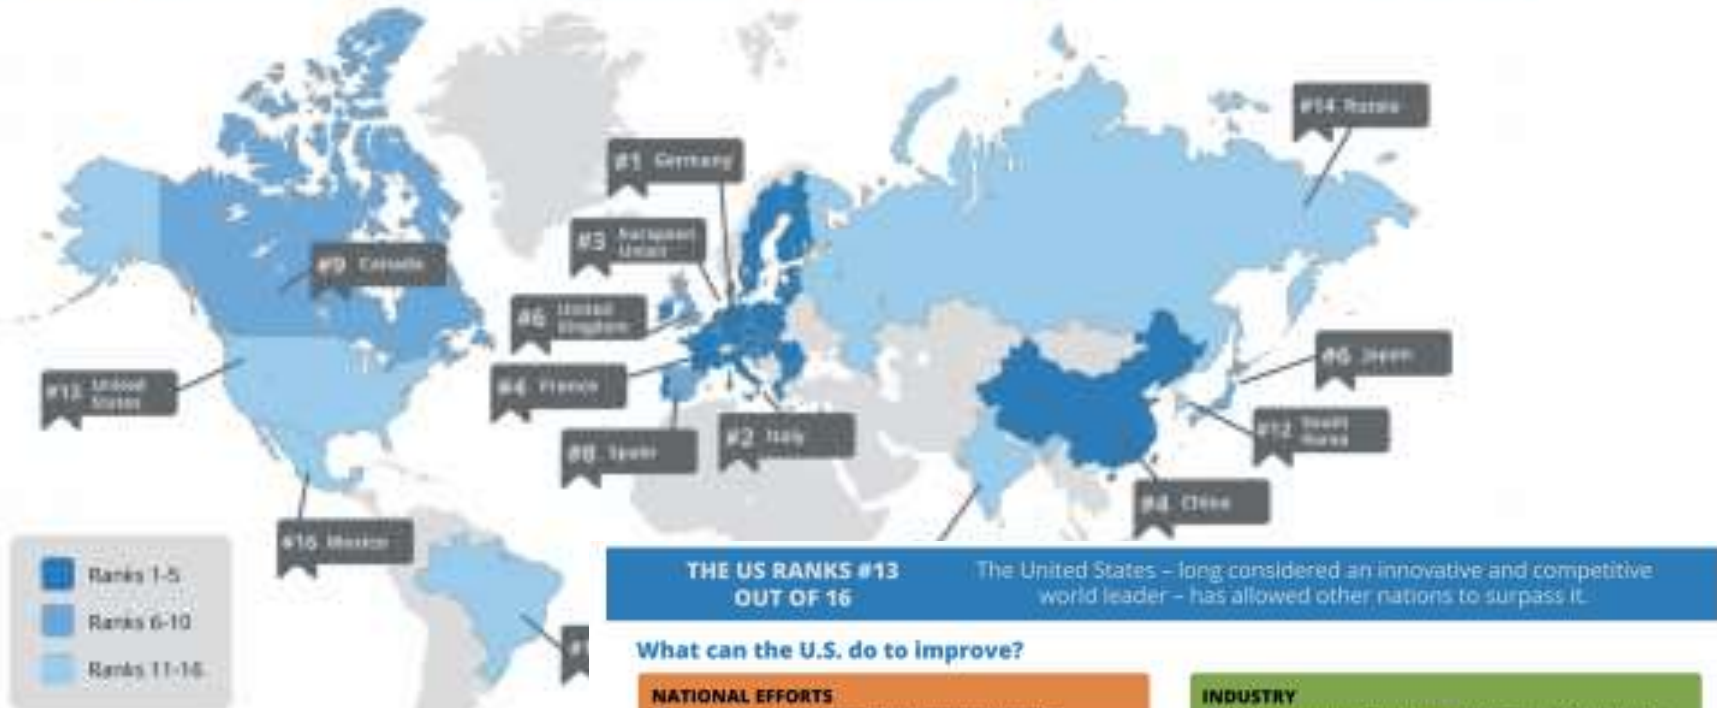 #14 Russia
#1 Germany
#3 European
Union
#9 Canada
#6 United
Kingdom
#6 Japan
#13 United
States
#4 France
#12 South
Korea
#8 Spain
#2 Italy
#4 China
#16 Mexico
Ranks 1-5
Ranks 6-10
Ranks 11-16
THE US RANKS #13
OUT OF 16
The United States – long considered an innovative and competitive
world leader – has allowed other nations to surpass it.
What can the U.S. do to improve?
NATIONAL EFFORTS
INDUSTRY